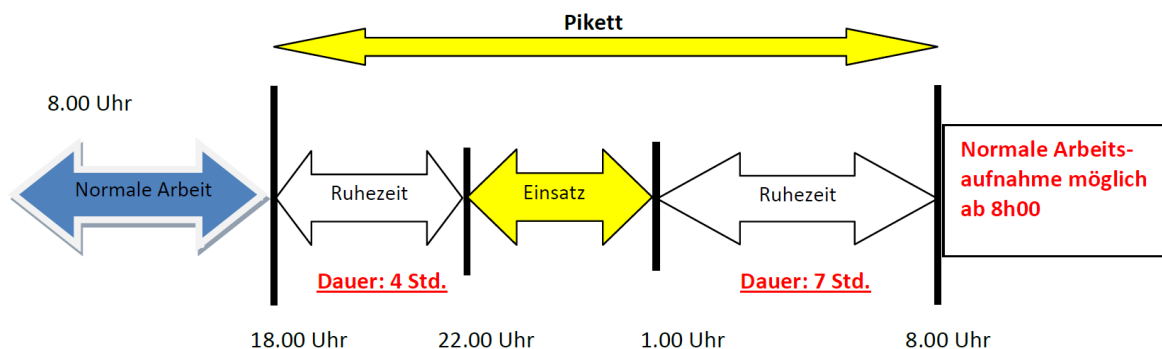 Pikett
8.00 Uhr
Normale Arbeit
Ruhezeit
Einsatz
Ruhezeit
Normale Arbeits-
aufnahme möglich
ab 8h00
Dauer: 4 Std.
Dauer: 7 Std.
18.00 Uhr
22.00 Uhr
1.00 Uhr
8.00 Uhr